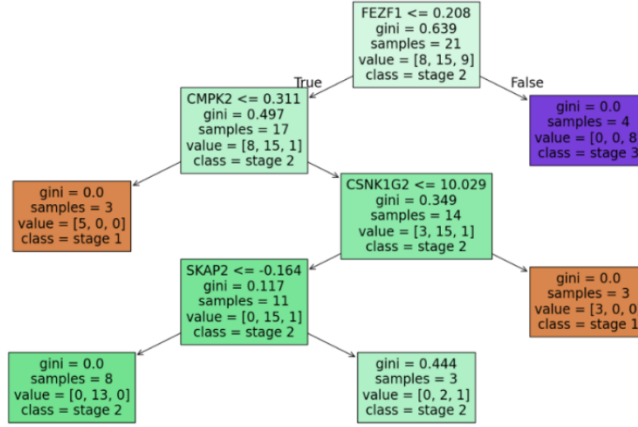 FEZF1 <= 0.208
gini = 0.639
samples = 21
value = [8, 15, 9]
class = stage 2
True
False
CMPK2 <= 0.311
gini = 0.497
samples = 17
value = [8, 15, 1]
class = stage 2
gini = 0.0
samples = 4
value = [0, 0, 8]
class = stage 3
gini = 0.0
samples = 3
value = [5, 0, 0]
class = stage 1
CSNK1G2 <= 10.029
gini = 0.349
samples = 14
value = [3, 15, 1]
class = stage 2
SKAP2 <= -0.164
gini = 0.117
samples = 11
value = [0, 15, 1]
class = stage 2
gini = 0.0
samples = 3
value = [3, 0, 0]
class = stage 1
gini = 0.0
samples = 8
value = [0, 13, 0]
class = stage 2
gini = 0.444
samples = 3
value = [0, 2, 1]
class = stage 2